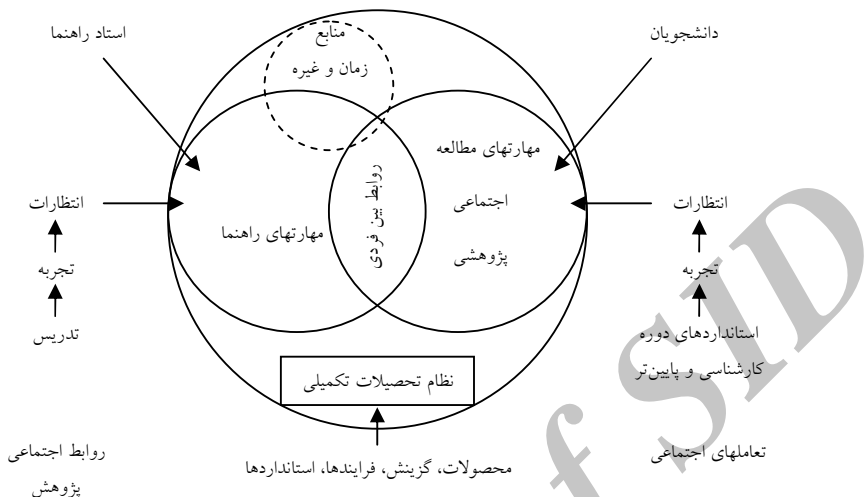 دانشجویان
منابع
استاد راهنما
زمان و غیره
مهارتهای مطالعه
اجتماعی
پژوهشی
روابط بین فردی
مهارتهای راهنما
انتظارات
تجربه
استانداردهای دوره
کارشناسی و پایین‌تر
انتظارات
تجربه
تدریس
نظام تحصیلات تکمیلی
تعاملهای اجتماعی
محصولات، گزینش، فرایندها، استانداردها
روابط اجتماعی
پژوهش
f SID